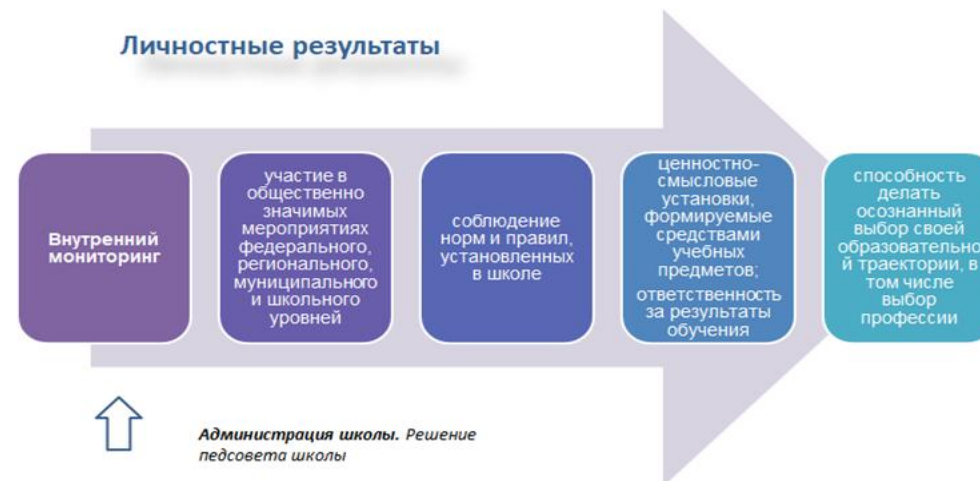 Личностные результаты
Внутренний
мониторинг
участие в
общественно
значимых
мероприятиях
федерального,
регионального,
муниципального
и школьного
уровней
соблюдение
норм и правил,
установленных
в школе
ценностно-
смысловые
установки,
формируемые
средствами
учебных
предметов;
ответственность
за результаты
обучения
способность
делать
осознанный
выбор своей
образовательно
й траектории, в
том числе
выбор
профессии
Администрация школы. Решение
педсовета школы